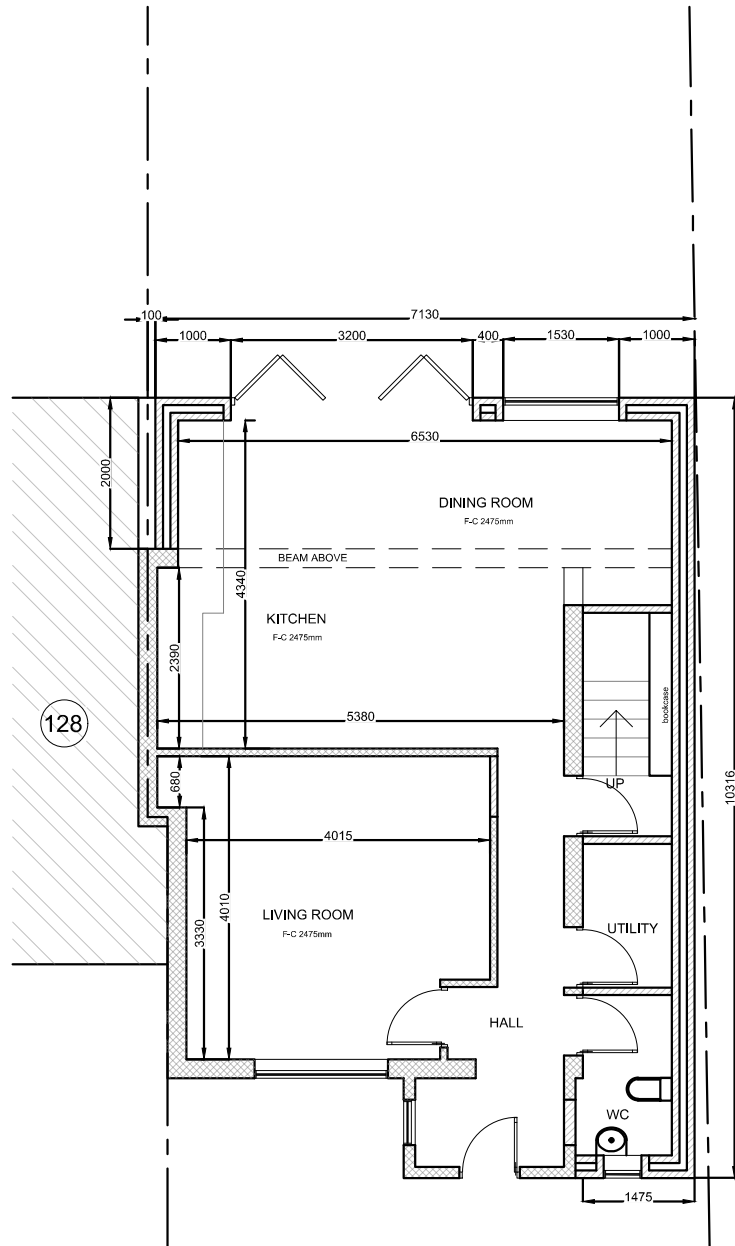 100
7130
1000
3200
400
1530
1000
6530
2000
DINING ROOM
F-C 2475mm
BEAM ABOVE
4340
KITCHEN
F-C 2475mm
2390
128
5380
bookcase
UP
680
10316
4015
4010
LIVING ROOM
F-C 2475mm
3330
UTILITY
HALL
WC
1475